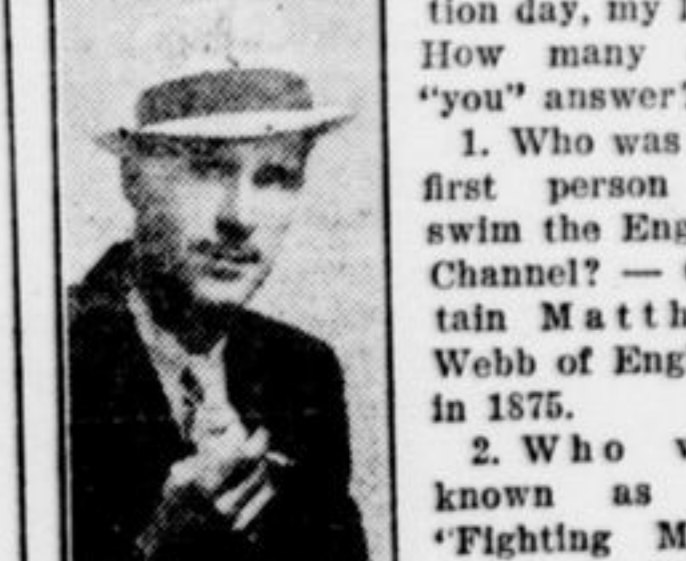 tion day, my
How many
"you" answer?
1. Who was
first person
swim the Eng
Channel? —
tain Matth
Webb of Eng
in 1875.
2. Who
known as
"Fighting M